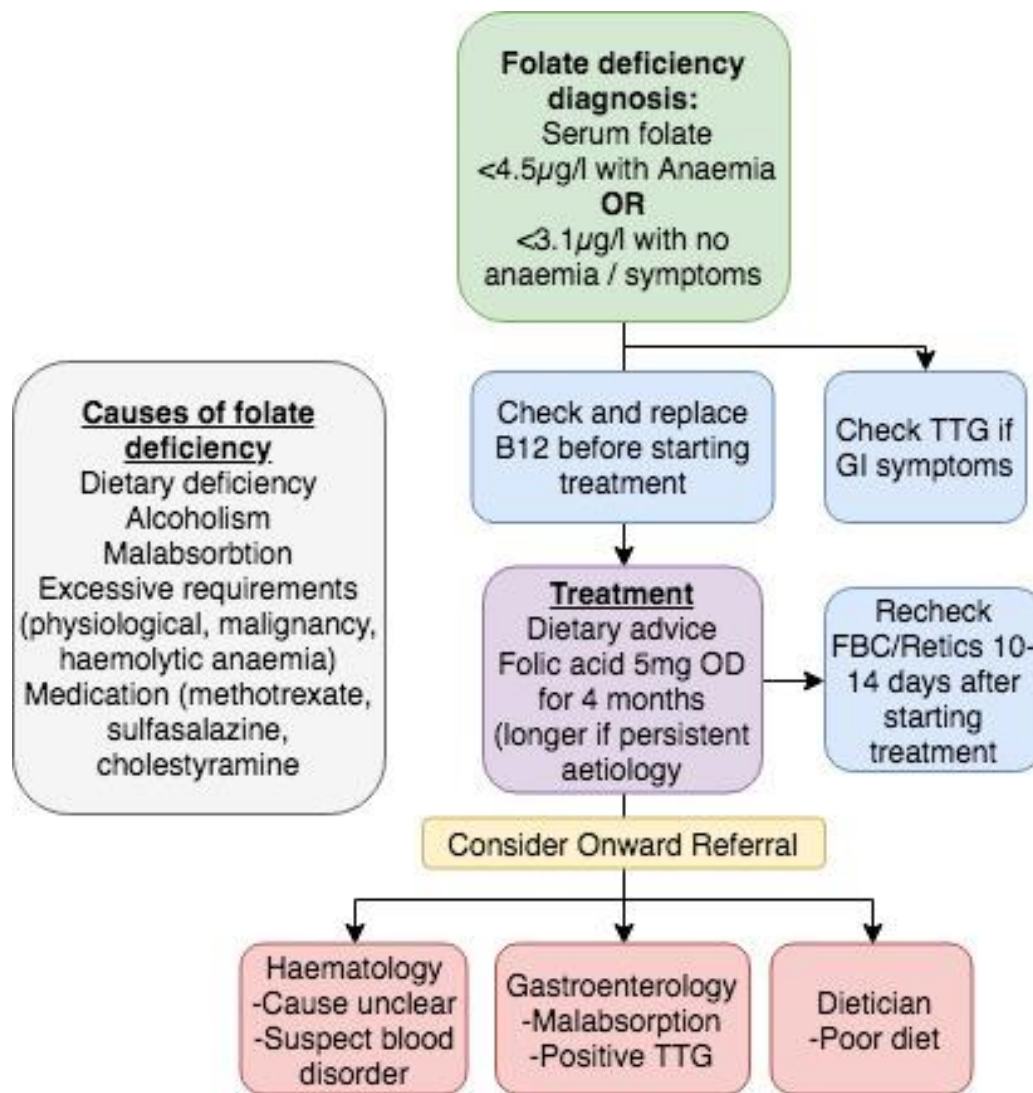 Folate deficiency
diagnosis:
Serum folate
<4.5µg/l with Anaemia
OR
<3.1µg/l with no
anaemia / symptoms
Causes of folate
deficiency
Dietary deficiency
Alcoholism
Malabsorbtion
Excessive requirements
(physiological, malignancy,
haemolytic anaemia)
Medication (methotrexate,
sulfasalazine,
cholestyramine
Check and replace
B12 before starting
treatment
Check TTG if
GI symptoms
Treatment
Dietary advice
Folic acid 5mg OD
for 4 months
(longer if persistent
aetiology
Recheck
FBC/Retics 10-
14 days after
starting
treatment
Consider Onward Referral
Haematology
-Cause unclear
-Suspect blood
disorder
Gastroenterology
-Malabsorption
-Positive TTG
Dietician
-Poor diet